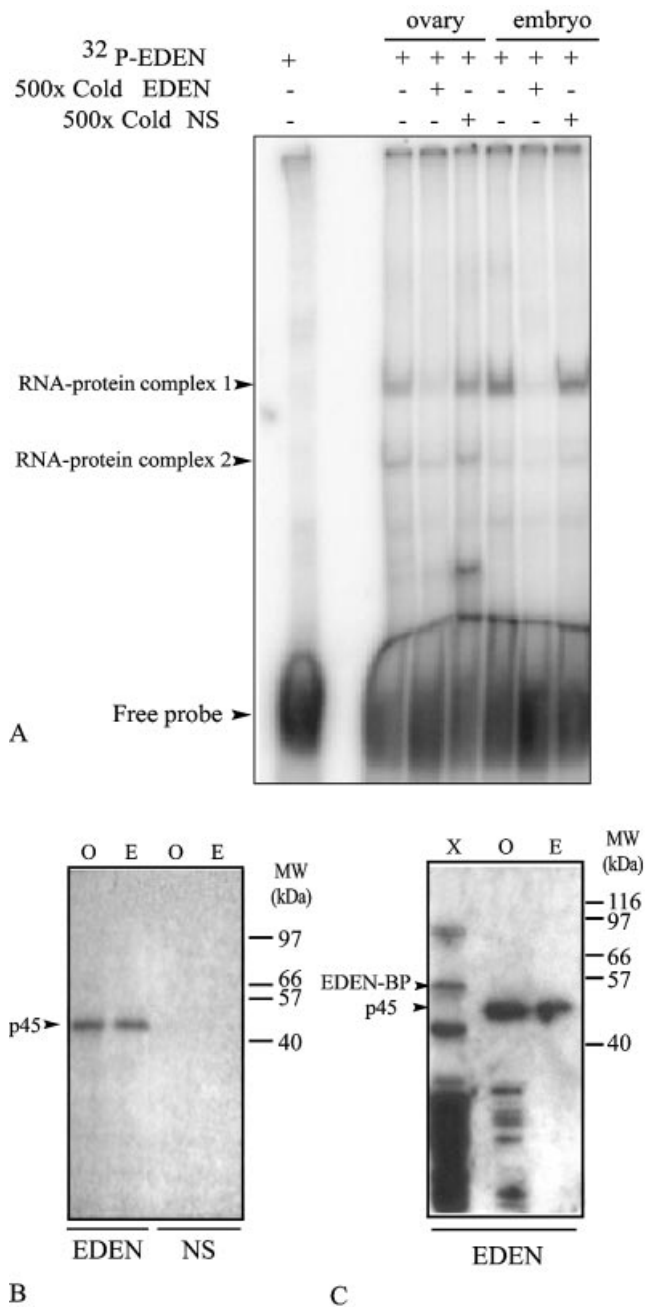 ovary embryo
32 P-EDEN + + + + + + +
500x Cold EDEN - - + - - + -
500x Cold NS - - - + - - +
RNA-protein complex 1
RNA-protein complex 2
Free probe
A
O E O E
MW
(kDa)
97
66
57
p45
40
EDEN NS
B
X O E
MW
(kDa)
116
97
66
57
EDEN-BP
p45
40
EDEN
C